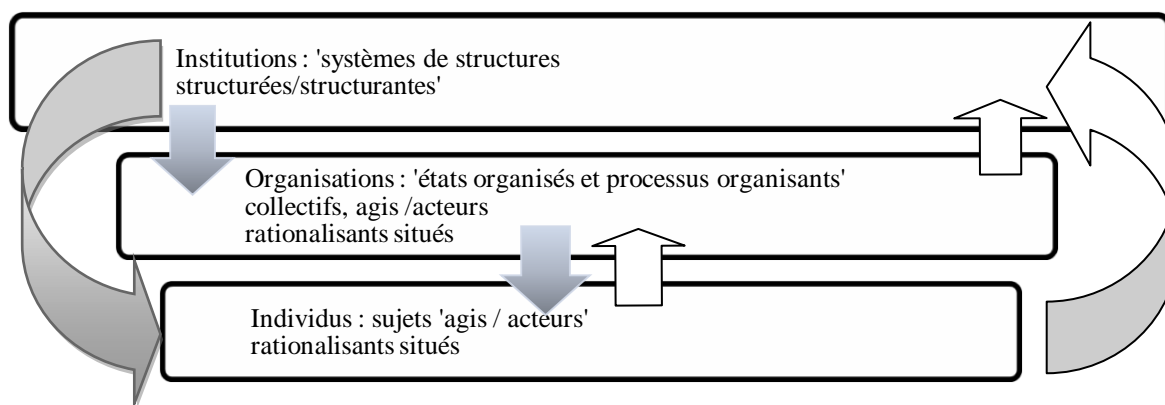 Institutions : 'systèmes de structures
structurées/structurantes'
Organisations : 'états organisés et processus organisants'
collectifs, agis /acteurs
rationalisants situés
Individus : sujets 'agis / acteurs'
rationalisants situés